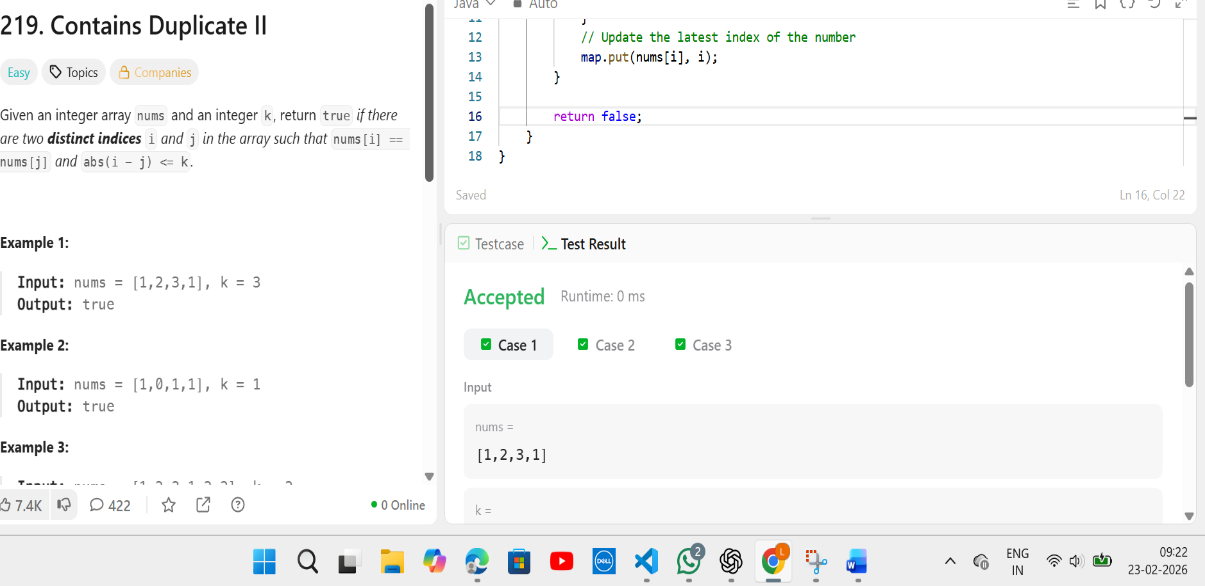 219. Contains Duplicate II
Easy Topics Companies
Given an integer array nums and an integer k, return true if there
are two distinct indices i and j in the array such that nums[i] ==
nums[j] and abs(i - j) <= k.
Example 1:
Input: nums = [1,2,3,1], k = 3
Output: true
Example 2:
Input: nums = [1,0,1,1], k = 1
Output: true
Example 3:
7.4K 422 0 Online
Java Auto
11 }
12 // Update the latest index of the number
13 map.put(nums[i], i);
14 }
15
16 return false;
17 }
18 }
Saved Ln 16, Col 22
Testcase Test Result
Accepted Runtime: 0 ms
Case 1 Case 2 Case 3
Input
nums =
[1,2,3,1]
k =
DELL 2 L W
ENG
IN
09:22
23-02-2026